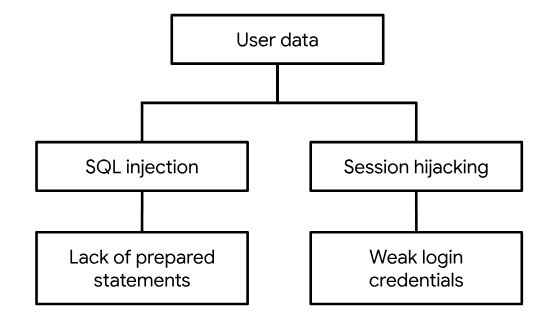 User data
SQL injection
Session hijacking
Lack of prepared
statements
Weak login
credentials